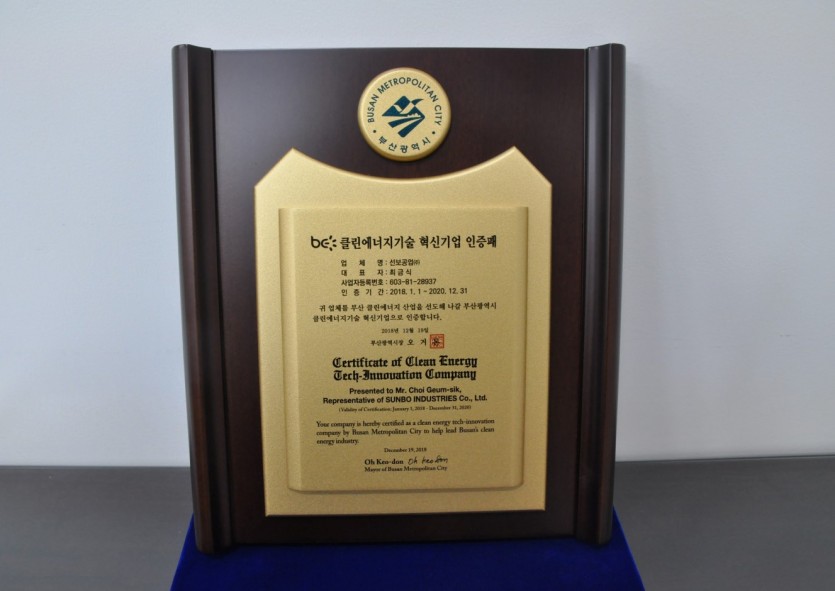 BUSAN METROPOLITAN CITY
부산광역시
be 클린에너지기술 혁신기업 인증패
업 체 명 : 선보공업㈜
대 표 자 : 최금식
사업자등록번호 : 603-81-28937
인 증 기 간 : 2018. 1. 1 - 2020. 12. 31
귀 업체를 부산 클린에너지 산업을 선도해 나갈 부산광역시
클린에너지기술 혁신기업으로 인증합니다.
2018년 12월 19일
부산광역시장 오 거
Certificate of Clean Energy
Tech-Innovation Company
Presented to Mr. Choi Geum-sik,
Representative of SUNBO INDUSTRIES Co., Ltd.
(Validity of Certification: January 1, 2018 - December 31, 2020)
Your company is hereby certified as a clean energy tech-innovation
company by Busan Metropolitan City to help lead Busan's clean
energy industry.
December 19, 2018
Oh Keo-don Oh Keo don
Mayor of Busan Metropolitan City